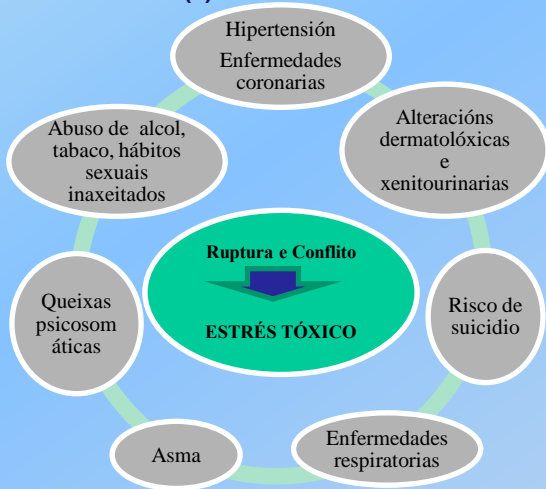 Hipertensión
Enfermedades
coronarias
Alteracións
dermatolóxicas
e
xenitourinarias
Risco de
suicidio
Enfermedades
respiratorias
Asma
Queixas
psicosom
áticas
Abuso de alcol,
tabaco, hábitos
sexuais
inaxeitados
Ruptura e Conflito
ESTRÉS TÓXICO